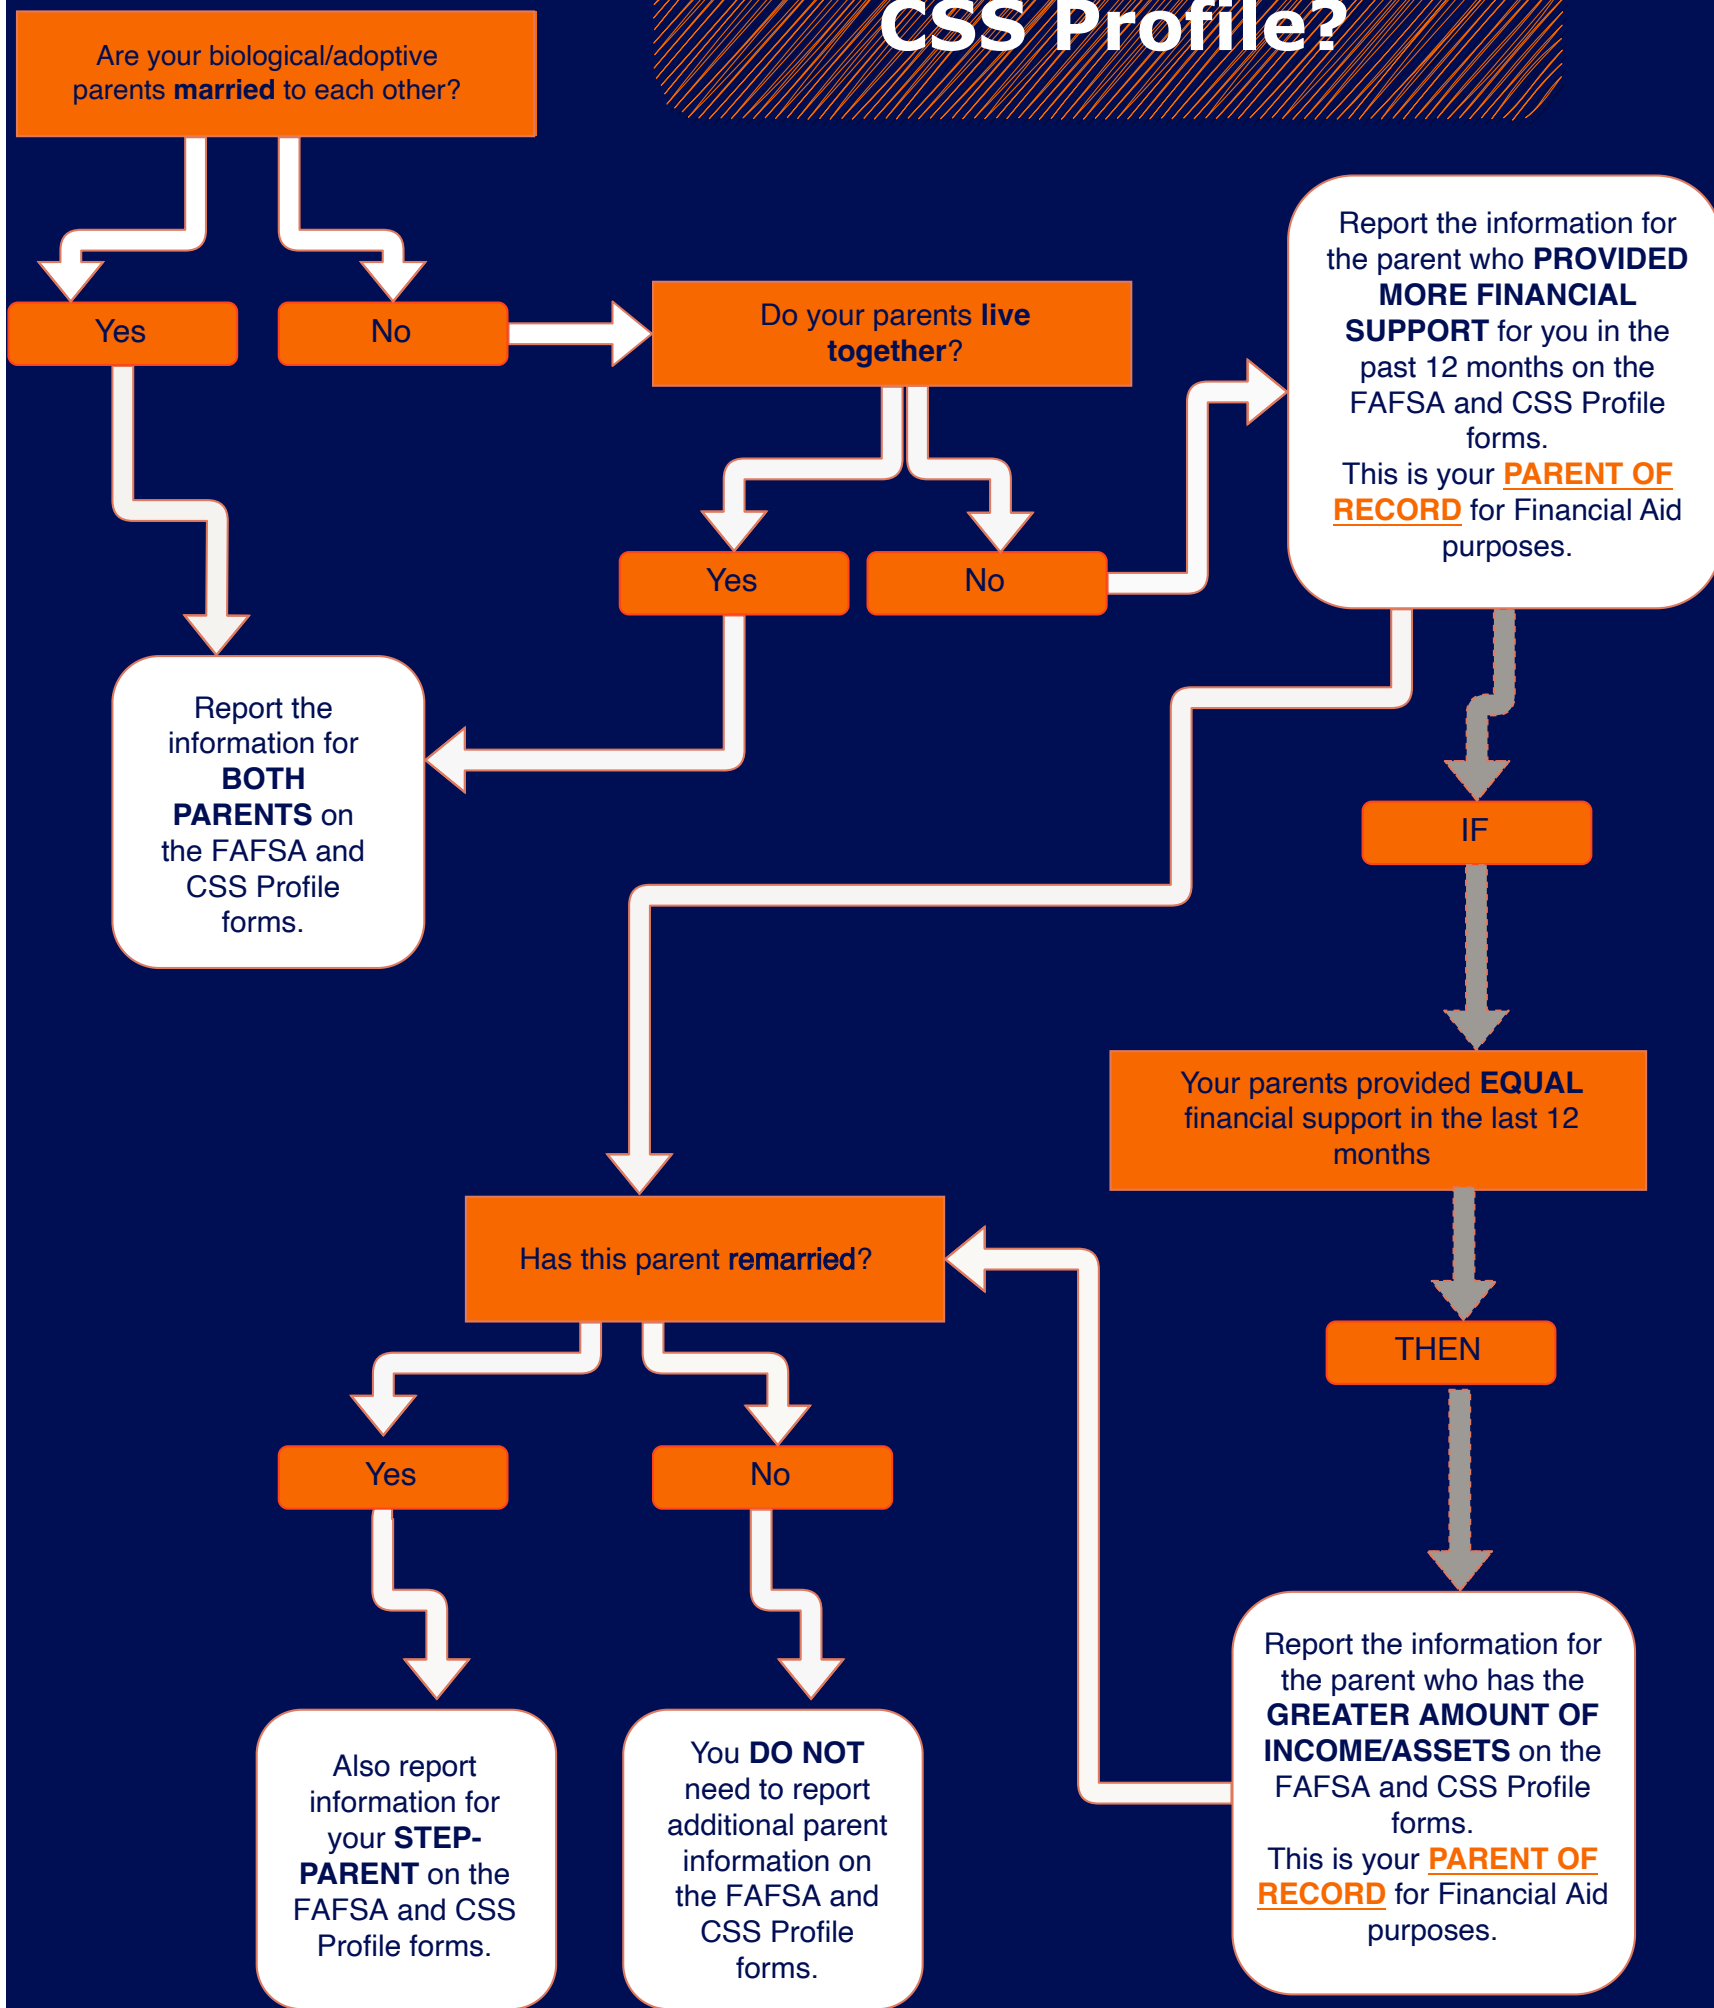 CSS Profile?
Are your biological/adoptive
parents married to each other?
Yes
No
Do your parents live
together?
Yes
No
Report the information for
the parent who PROVIDED
MORE FINANCIAL
SUPPORT for you in the
past 12 months on the
FAFSA and CSS Profile
forms.
This is your PARENT OF
RECORD for Financial Aid
purposes.
Report the
information for
BOTH
PARENTS on
the FAFSA and
CSS Profile
forms.
IF
Your parents provided EQUAL
financial support in the last 12
months
THEN
Has this parent remarried?
Yes
No
Also report
information for
your STEP-
PARENT on the
FAFSA and CSS
Profile forms.
You DO NOT
need to report
additional parent
information on
the FAFSA and
CSS Profile
forms.
Report the information for
the parent who has the
GREATER AMOUNT OF
INCOME/ASSETS on the
FAFSA and CSS Profile
forms.
This is your PARENT OF
RECORD for Financial Aid
purposes.